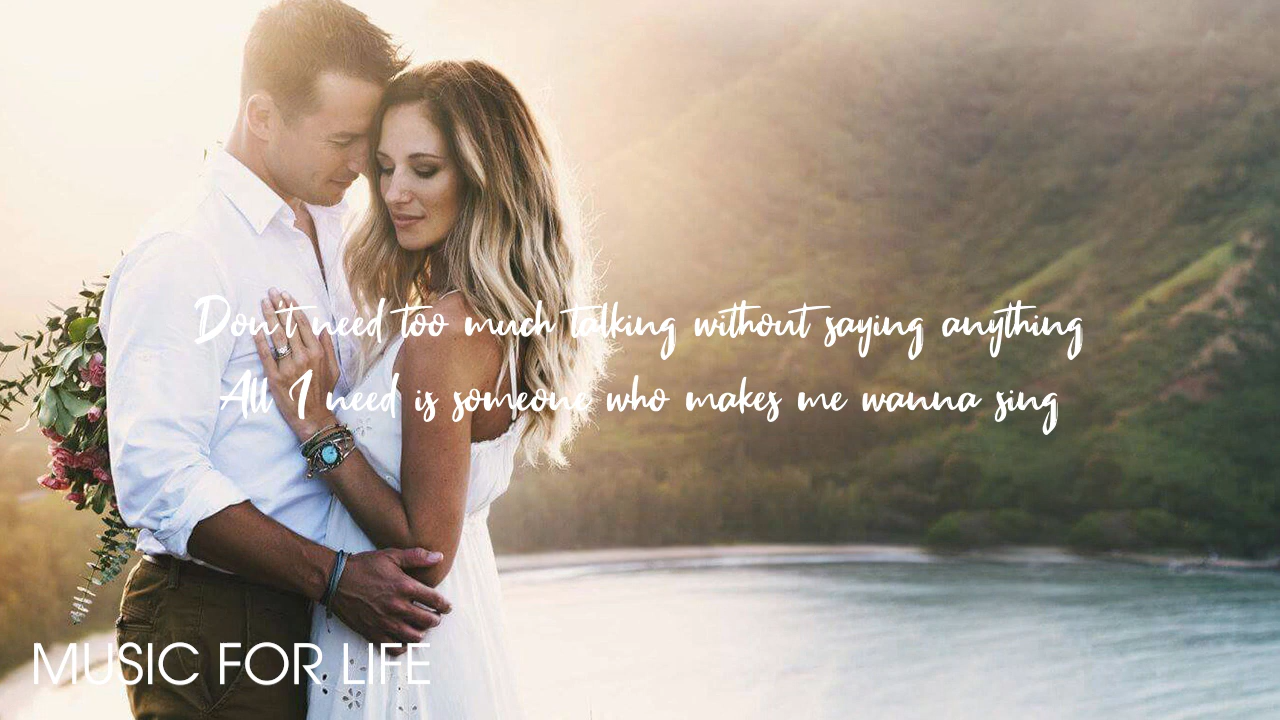 Don't need too much talking without saying anything
All I need is someone who makes me wanna sing
MUSIC FOR LIFE